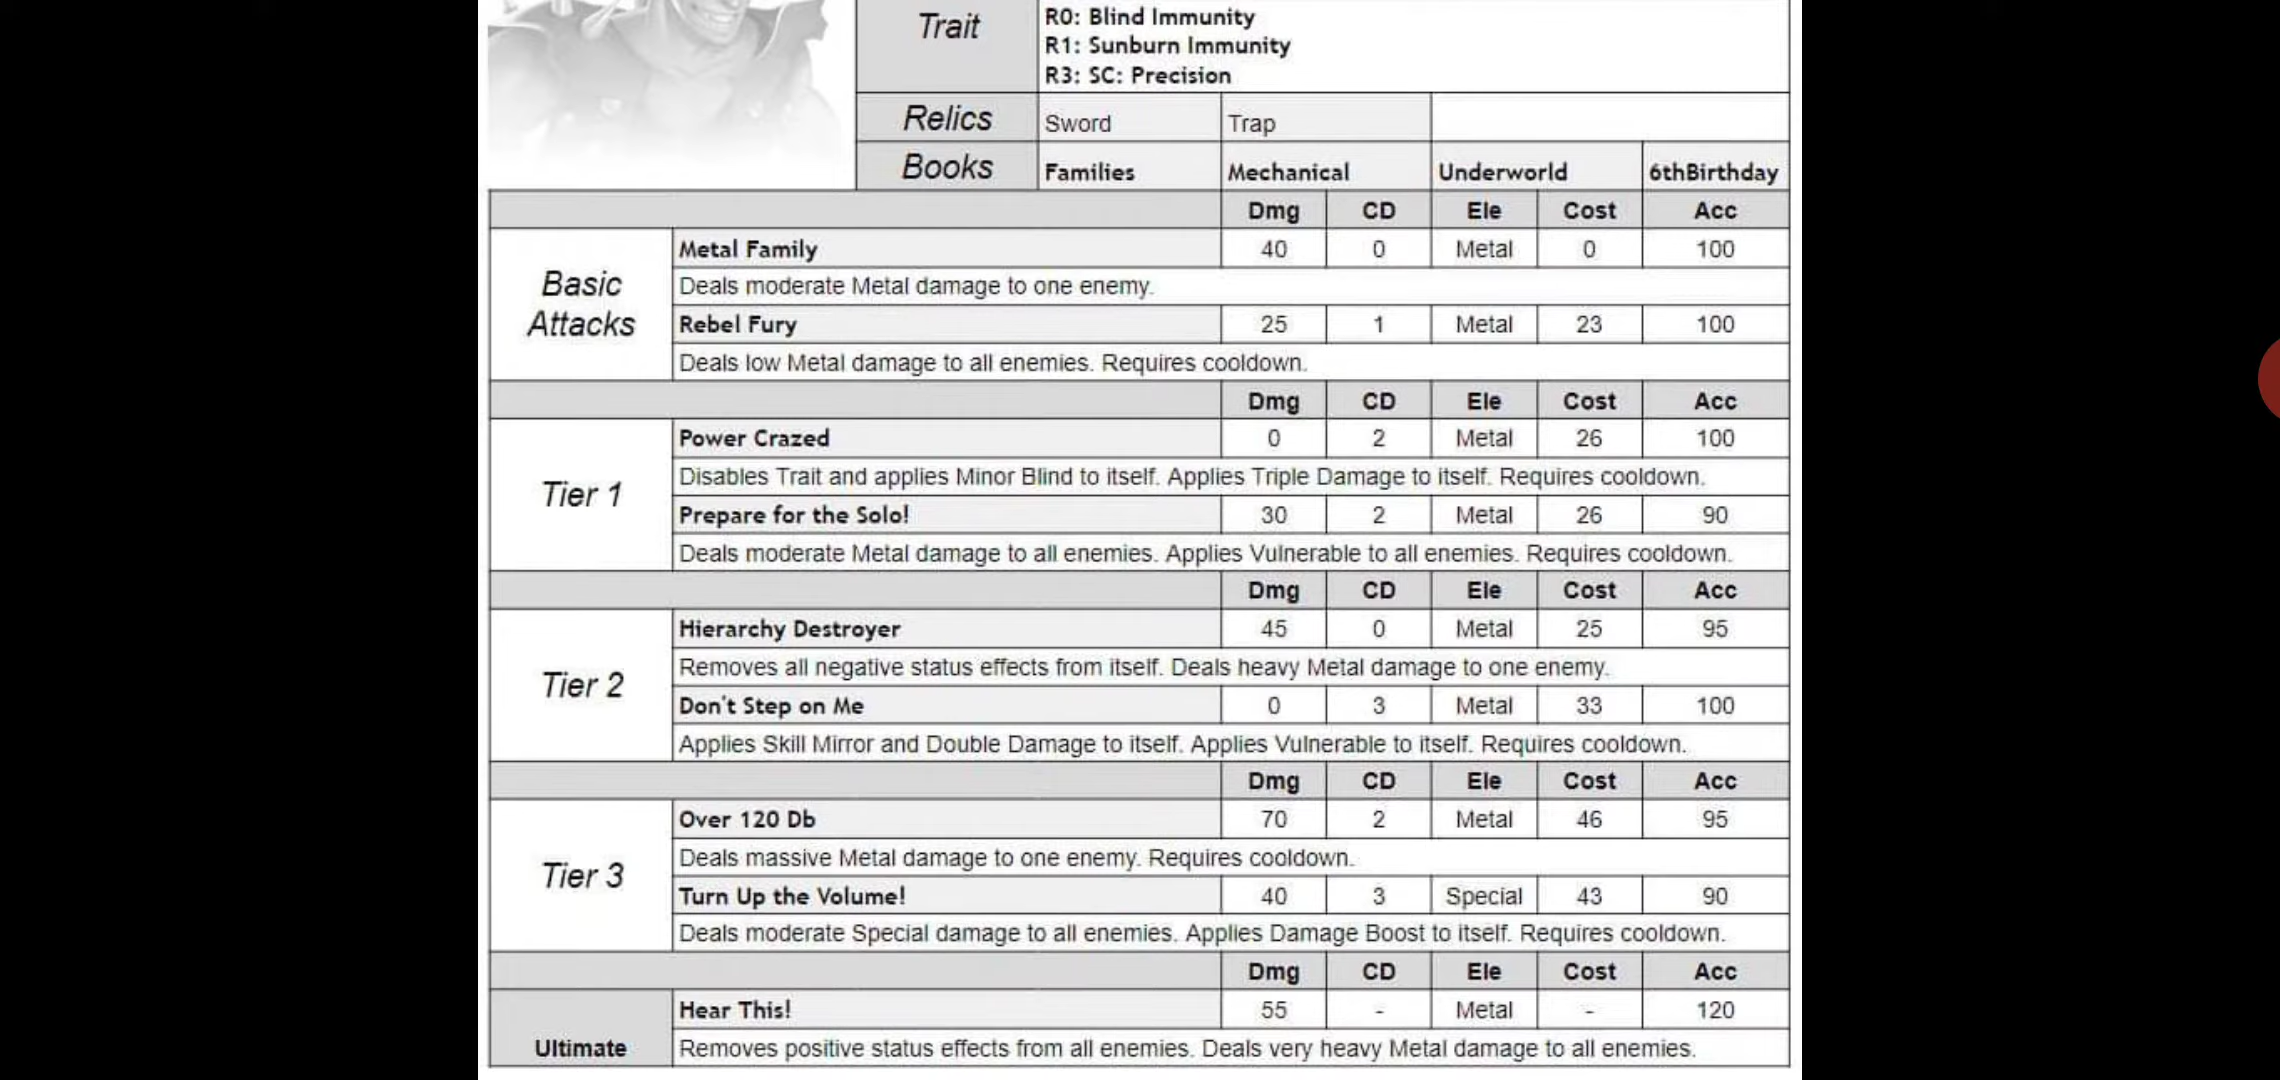 Trait
R0: Blind Immunity
R1: Sunburn Immunity
R3: SC: Precision
Relics Sword Trap
Books Families Mechanical Underworld 6thBirthday
Dmg CD Ele Cost Acc
Basic Attacks
Metal Family 40 0 Metal 0 100
Deals moderate Metal damage to one enemy.
Rebel Fury 25 1 Metal 23 100
Deals low Metal damage to all enemies. Requires cooldown.
Dmg CD Ele Cost Acc
Tier 1
Power Crazed 0 2 Metal 26 100
Disables Trait and applies Minor Blind to itself. Applies Triple Damage to itself. Requires cooldown.
Prepare for the Solo! 30 2 Metal 26 90
Deals moderate Metal damage to all enemies. Applies Vulnerable to all enemies. Requires cooldown.
Dmg CD Ele Cost Acc
Tier 2
Hierarchy Destroyer 45 0 Metal 25 95
Removes all negative status effects from itself. Deals heavy Metal damage to one enemy.
Don't Step on Me 0 3 Metal 33 100
Applies Skill Mirror and Double Damage to itself. Applies Vulnerable to itself. Requires cooldown.
Dmg CD Ele Cost Acc
Tier 3
Over 120 Db 70 2 Metal 46 95
Deals massive Metal damage to one enemy. Requires cooldown.
Turn Up the Volume! 40 3 Special 43 90
Deals moderate Special damage to all enemies. Applies Damage Boost to itself. Requires cooldown.
Dmg CD Ele Cost Acc
Ultimate
Hear This! 55 - Metal - 120
Removes positive status effects from all enemies. Deals very heavy Metal damage to all enemies.